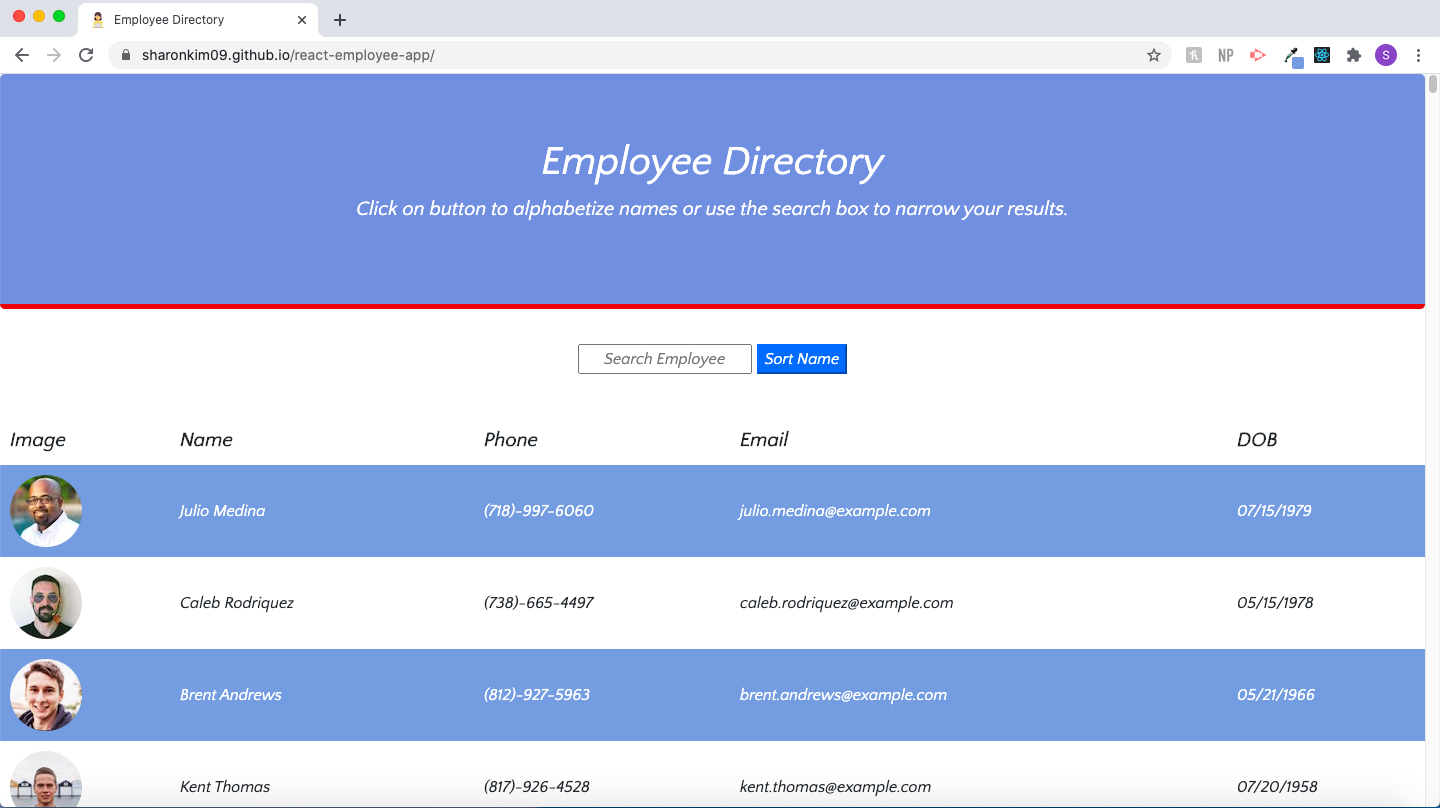 Employee Directory
sharonkim09.github.io/react-employee-app/
NP
S
Employee Directory
Click on button to alphabetize names or use the search box to narrow your results.
Search Employee Sort Name
Image Name Phone Email DOB
Julio Medina (718)-997-6060 julio.medina@example.com 07/15/1979
Caleb Rodriquez (738)-665-4497 caleb.rodriquez@example.com 05/15/1978
Brent Andrews (812)-927-5963 brent.andrews@example.com 05/21/1966
Kent Thomas (817)-926-4528 kent.thomas@example.com 07/20/1958